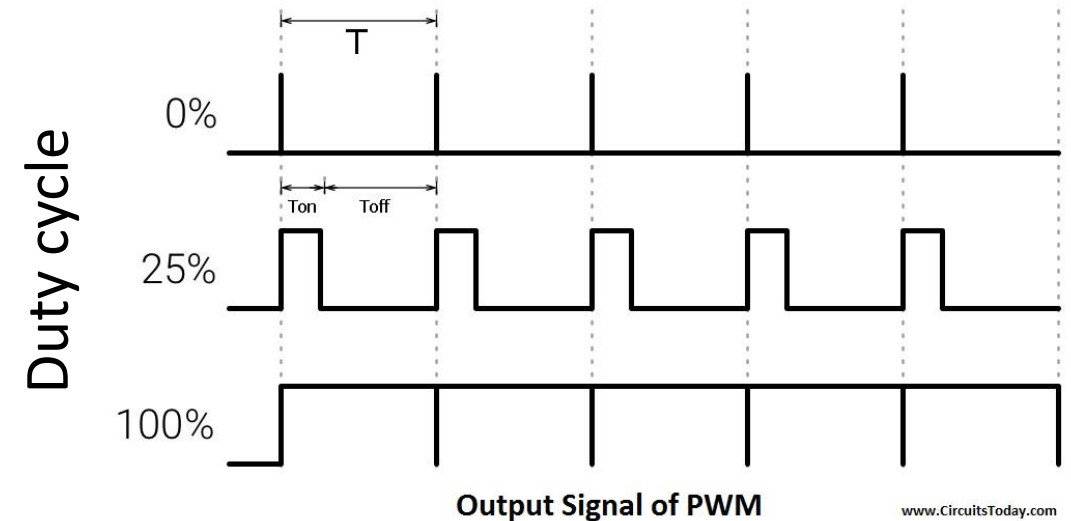 T
0%
Duty cycle
Ton Toff
25%
100%
Output Signal of PWM
www.CircuitsToday.com